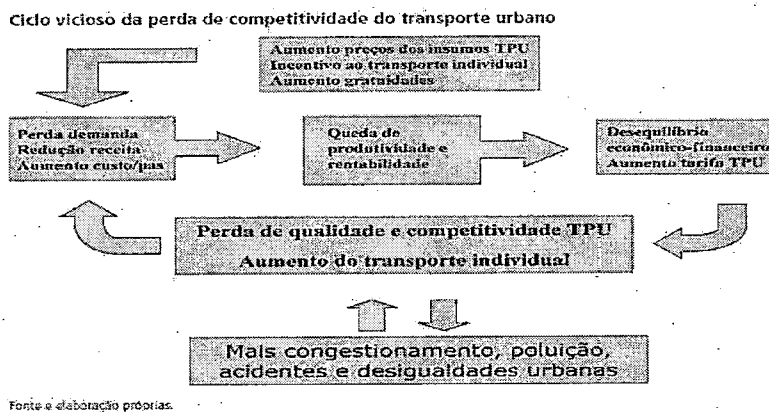 Ciclo vicioso da perda de competitividade do transporte urbano
Aumento preços dos insumos TPU
Incentivo ao transporte individual
Aumento gratuidades
Perda demanda
Redução receita
Aumento custo/pas
Queda de
produtividade e
rentabilidade
Desequilíbrio
econômico-financeiro
Aumento tarifa TPU
Perda de qualidade e competitividade TPU
Aumento do transporte individual
Mais congestionamento, poluição,
acidentes e desigualdades urbanas
Fonte e elaboração próprias.